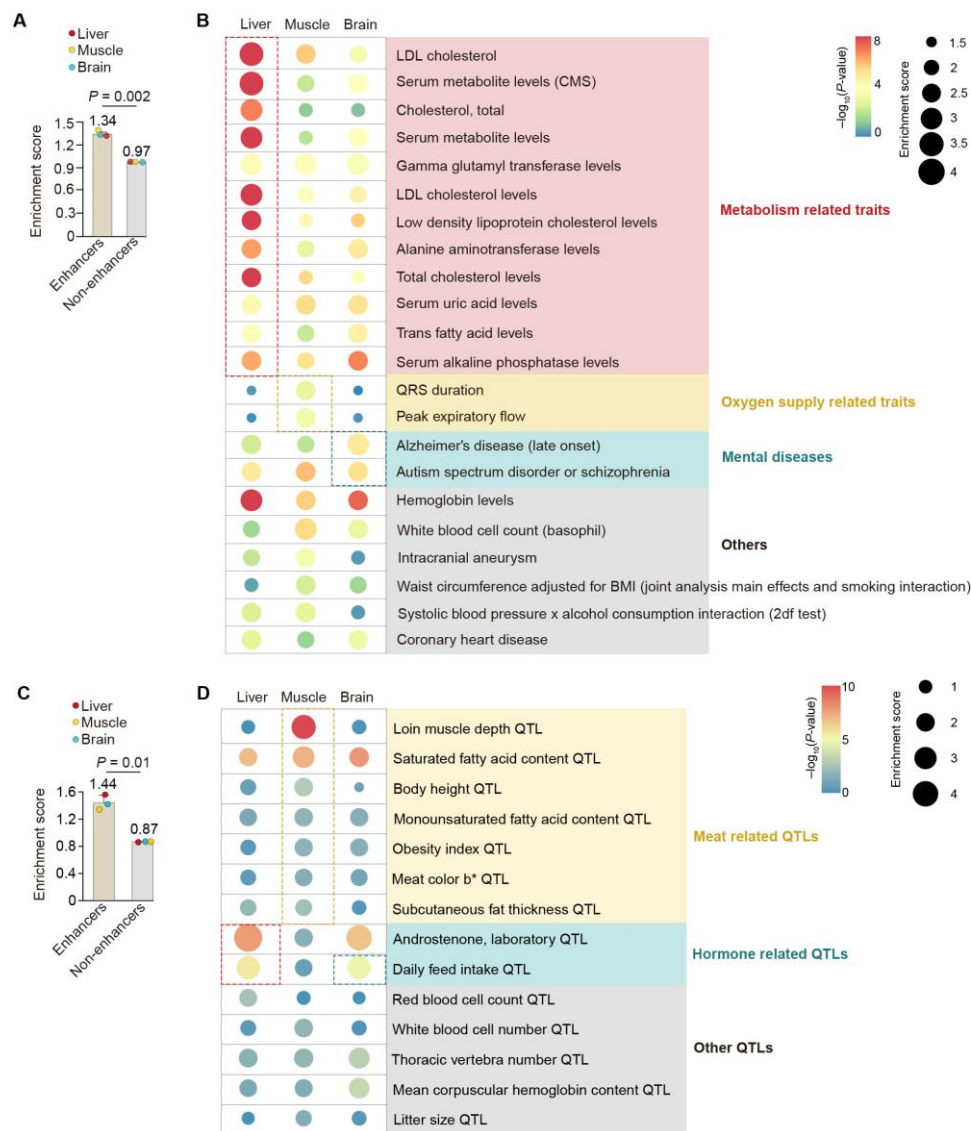 A
Liver
Muscle
Brain
P = 0.002
1.34
0.97
1.5
1.2
0.9
0.6
0.3
0
Enrichment score
Enhancers
Non-enhancers
B
Liver Muscle Brain
LDL cholesterol
Serum metabolite levels (CMS)
Cholesterol, total
Serum metabolite levels
Gamma glutamyl transferase levels
LDL cholesterol levels
Low density lipoprotein cholesterol levels
Alanine aminotransferase levels
Total cholesterol levels
Serum uric acid levels
Trans fatty acid levels
Serum alkaline phosphatase levels
QRS duration
Peak expiratory flow
Alzheimer's disease (late onset)
Autism spectrum disorder or schizophrenia
Hemoglobin levels
White blood cell count (basophil)
Intracranial aneurysm
Waist circumference adjusted for BMI (joint analysis main effects and smoking interaction)
Systolic blood pressure x alcohol consumption interaction (2df test)
Coronary heart disease
Metabolism related traits
Oxygen supply related traits
Mental diseases
Others
−log10(P-value)
8
4
0
Enrichment score
1.5
2
2.5
3
3.5
4
C
Liver
Muscle
Brain
P = 0.01
1.44
0.87
1.6
1.2
0.8
0.4
0
Enrichment score
Enhancers
Non-enhancers
D
Liver Muscle Brain
Loin muscle depth QTL
Saturated fatty acid content QTL
Body height QTL
Monounsaturated fatty acid content QTL
Obesity index QTL
Meat color b* QTL
Subcutaneous fat thickness QTL
Androstenone, laboratory QTL
Daily feed intake QTL
Red blood cell count QTL
White blood cell number QTL
Thoracic vertebra number QTL
Mean corpuscular hemoglobin content QTL
Litter size QTL
Meat related QTLs
Hormone related QTLs
Other QTLs
−log10(P-value)
10
5
0
Enrichment score
1
2
3
4